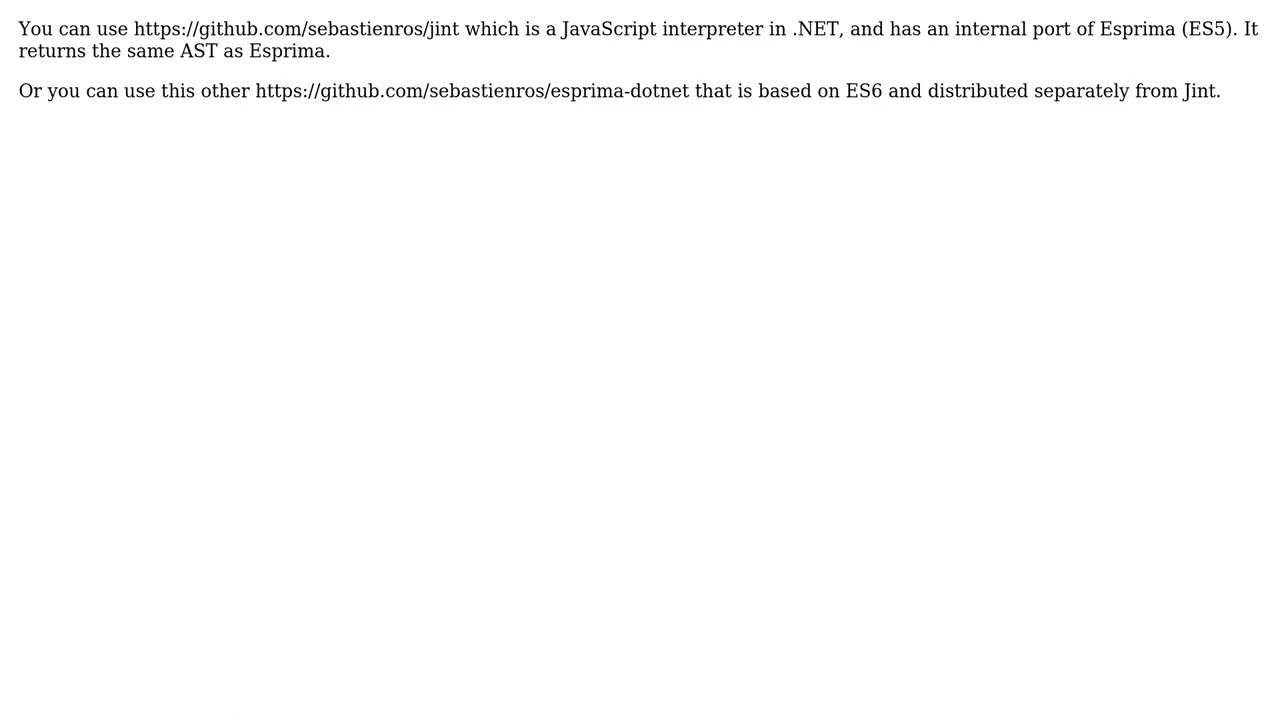 You can use https://github.com/sebastienros/jint which is a JavaScript interpreter in .NET, and has an internal port of Esprima (ES5). It
returns the same AST as Esprima.
Or you can use this other https://github.com/sebastienros/esprima-dotnet that is based on ES6 and distributed separately from Jint.